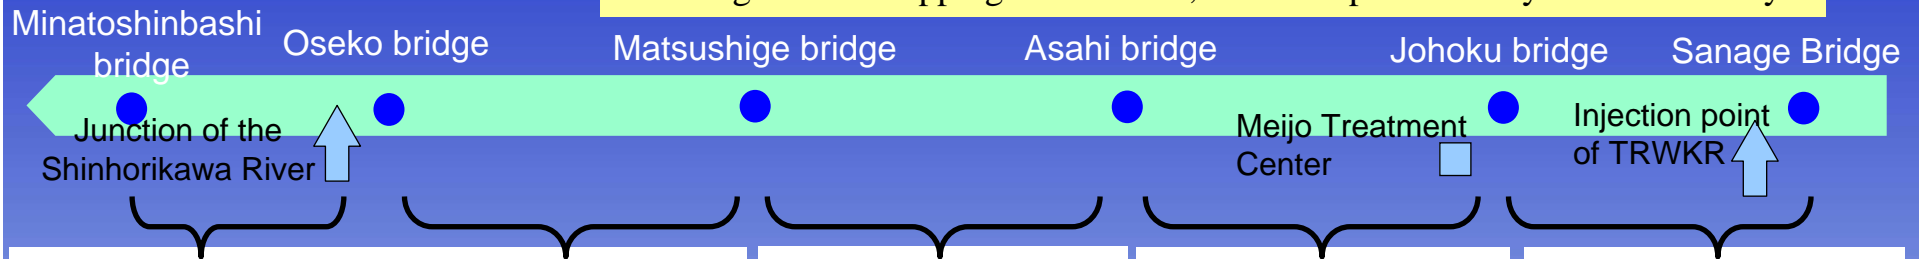 Minatoshinbashi
bridge
Oseko bridge
Matsushige bridge
Asahi bridge
Johoku bridge
Sanage Bridge
Junction of the
Shinhorikawa River
Meijo Treatment
Center
Injection point
of TRWKR